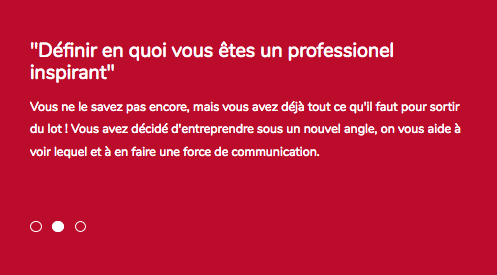 "Définir en quoi vous êtes un professionel
inspirant"
Vous ne le savez pas encore, mais vous avez déjà tout ce qu'il faut pour sortir
du lot ! Vous avez décidé d'entreprendre sous un nouvel angle, on vous aide à
voir lequel et à en faire une force de communication.